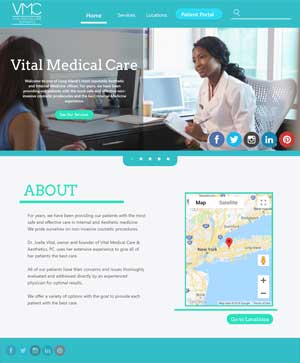 VMC
Home
Services
Locations
Patient Portal
Vital Medical Care
Welcome to one of Long Island's most reputable Aesthetic
and Internal Medicine offices. For years, we have been
providing our patients with the most safe and effective non-
invasive cosmetic procedures and the best Internal Medicine
experience.
See Our Services
ABOUT
For years, we have been providing our patients with the most
safe and effective care in Internal and Aesthetic medicine
We pride ourselves on non-invasive cosmetic procedures.
Dr. Joelle Vital, owner and founder of Vital Medical Care &
Aesthetics, PC, uses her extensive experience to give all of
her patients the best care.
All of our patients have their concerns and issues thoroughly
evaluated and addressed directly by an experienced
physician for optimal results.
We offer a variety of options with the goal to provide each
patient with the best care.
Map
Satellite
New York
Go to Locations